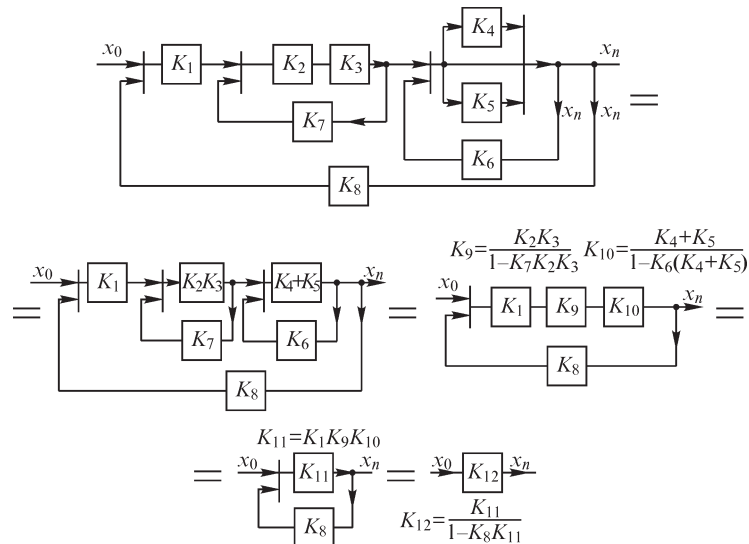 K₄
x₀ K₁ K₂ K₃ xₙ
K₅
K₇ xₙ xₙ =
K₆
K₈
K₉=K₂K₃/1–K₇K₂K₃ K₁₀=K₄+K₅/1–K₆(K₄+K₅)
x₀ K₁ K₂K₃ K₄+K₅ xₙ
= K₇ K₆ = x₀ K₁ K₉ K₁₀ xₙ =
K₈ K₈
K₁₁=K₁K₉K₁₀
= x₀ K₁₁ xₙ = x₀ K₁₂ xₙ
K₈ K₁₂=K₁₁/1–K₈K₁₁